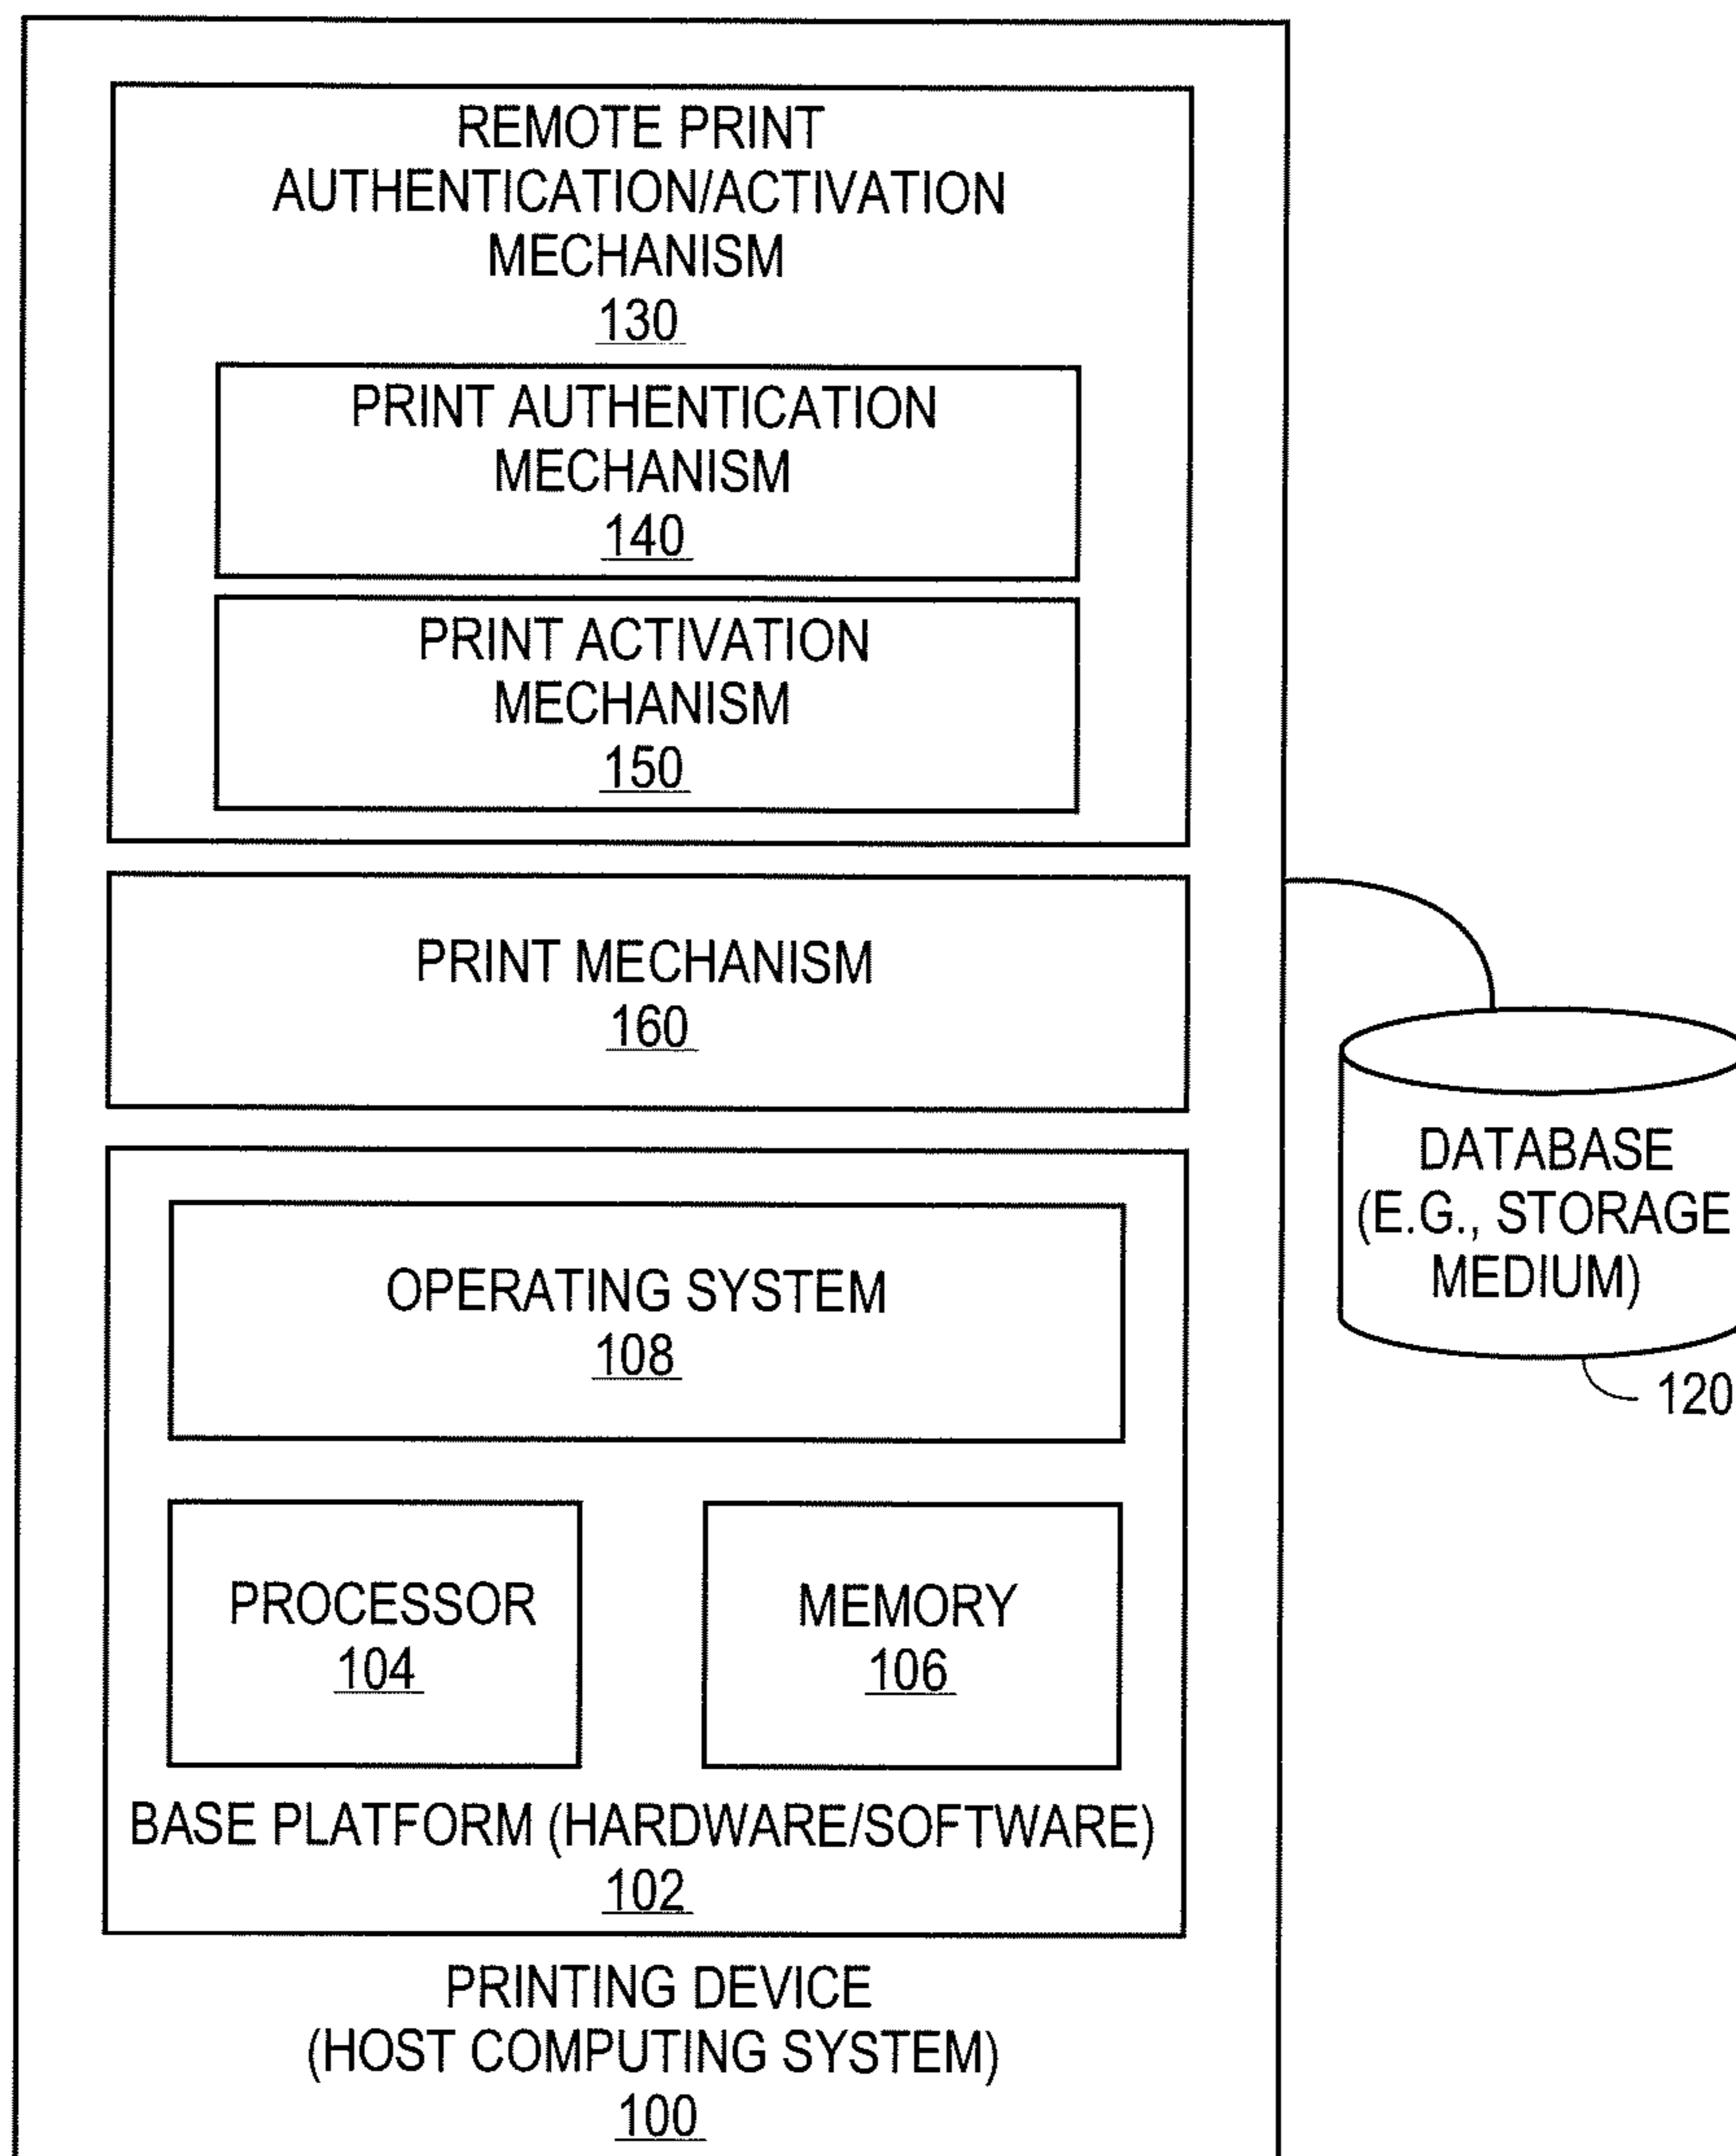 REMOTE PRINT
AUTHENTICATION/ACTIVATION
MECHANISM
130
PRINT AUTHENTICATION
MECHANISM
140
PRINT ACTIVATION
MECHANISM
150
PRINT MECHANISM
160
DATABASE
(E.G., STORAGE
MEDIUM)
120
OPERATING SYSTEM
108
PROCESSOR
104
MEMORY
106
BASE PLATFORM (HARDWARE/SOFTWARE)
102
PRINTING DEVICE
(HOST COMPUTING SYSTEM)
100